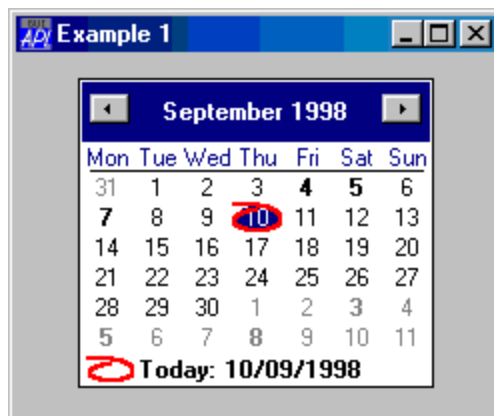 GUI
API Example 1
September 1998
Mon Tue Wed Thu Fri Sat Sun
31 1 2 3 4 5 6
7 8 9 10 11 12 13
14 15 16 17 18 19 20
21 22 23 24 25 26 27
28 29 30 1 2 3 4
5 6 7 8 9 10 11
Today: 10/09/1998